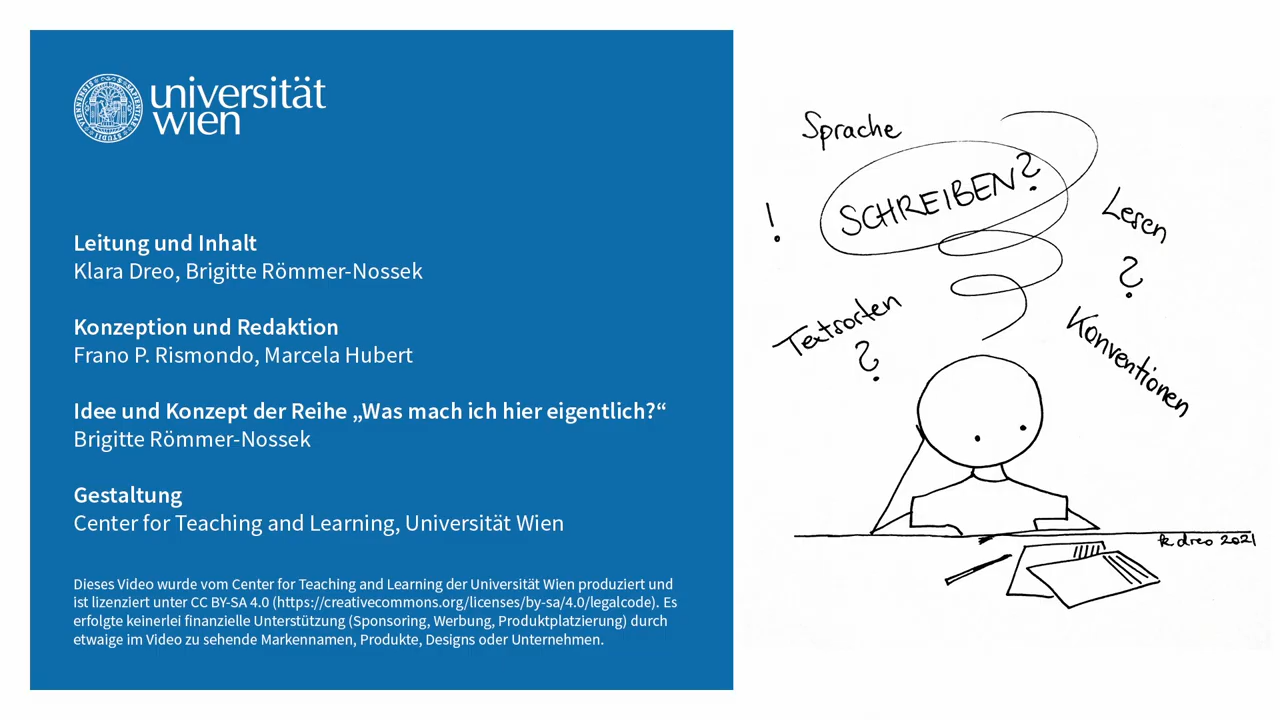 universität
wien
Leitung und Inhalt
Klara Dreo, Brigitte Römmer-Nossek
Konzeption und Redaktion
Frano P. Rismondo, Marcela Hubert
Idee und Konzept der Reihe „Was mach ich hier eigentlich?“
Brigitte Römmer-Nossek
Gestaltung
Center for Teaching and Learning, Universität Wien
Dieses Video wurde vom Center for Teaching and Learning der Universität Wien produziert und
ist lizenziert unter CC BY-SA 4.0 (https://creativecommons.org/licenses/by-sa/4.0/legalcode). Es
erfolgte keinerlei finanzielle Unterstützung (Sponsoring, Werbung, Produktplatzierung) durch
etwaige im Video zu sehende Markennamen, Produkte, Designs oder Unternehmen.
Sprache
SCHREIBEN?
!
Lesen
?
Textsorten
?
Konventionen
k dreo 2021